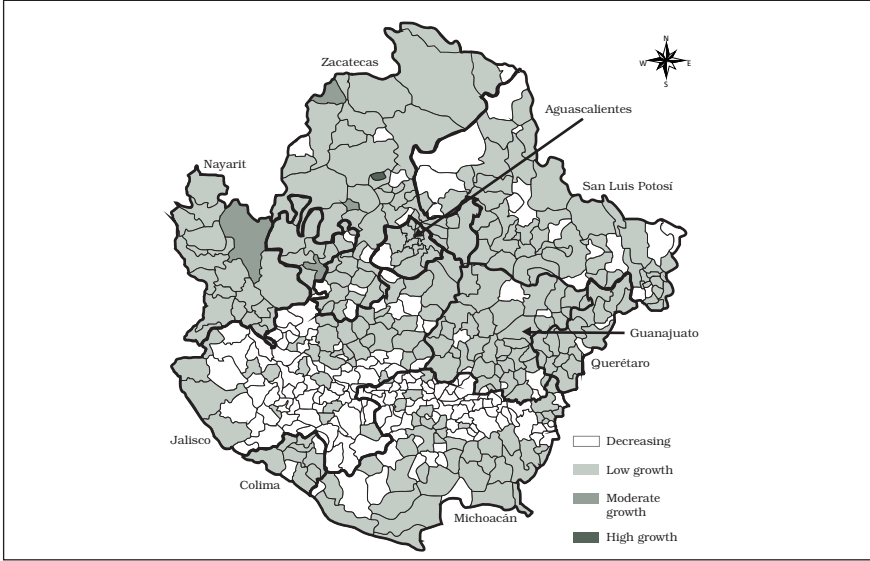 Zacatecas
N
W
E
S
Aguascalientes
Nayarit
San Luis Potosí
Guanajuato
Querétaro
Jalisco
Decreasing
Low growth
Colima
Moderate
growth
Michoacán
High growth